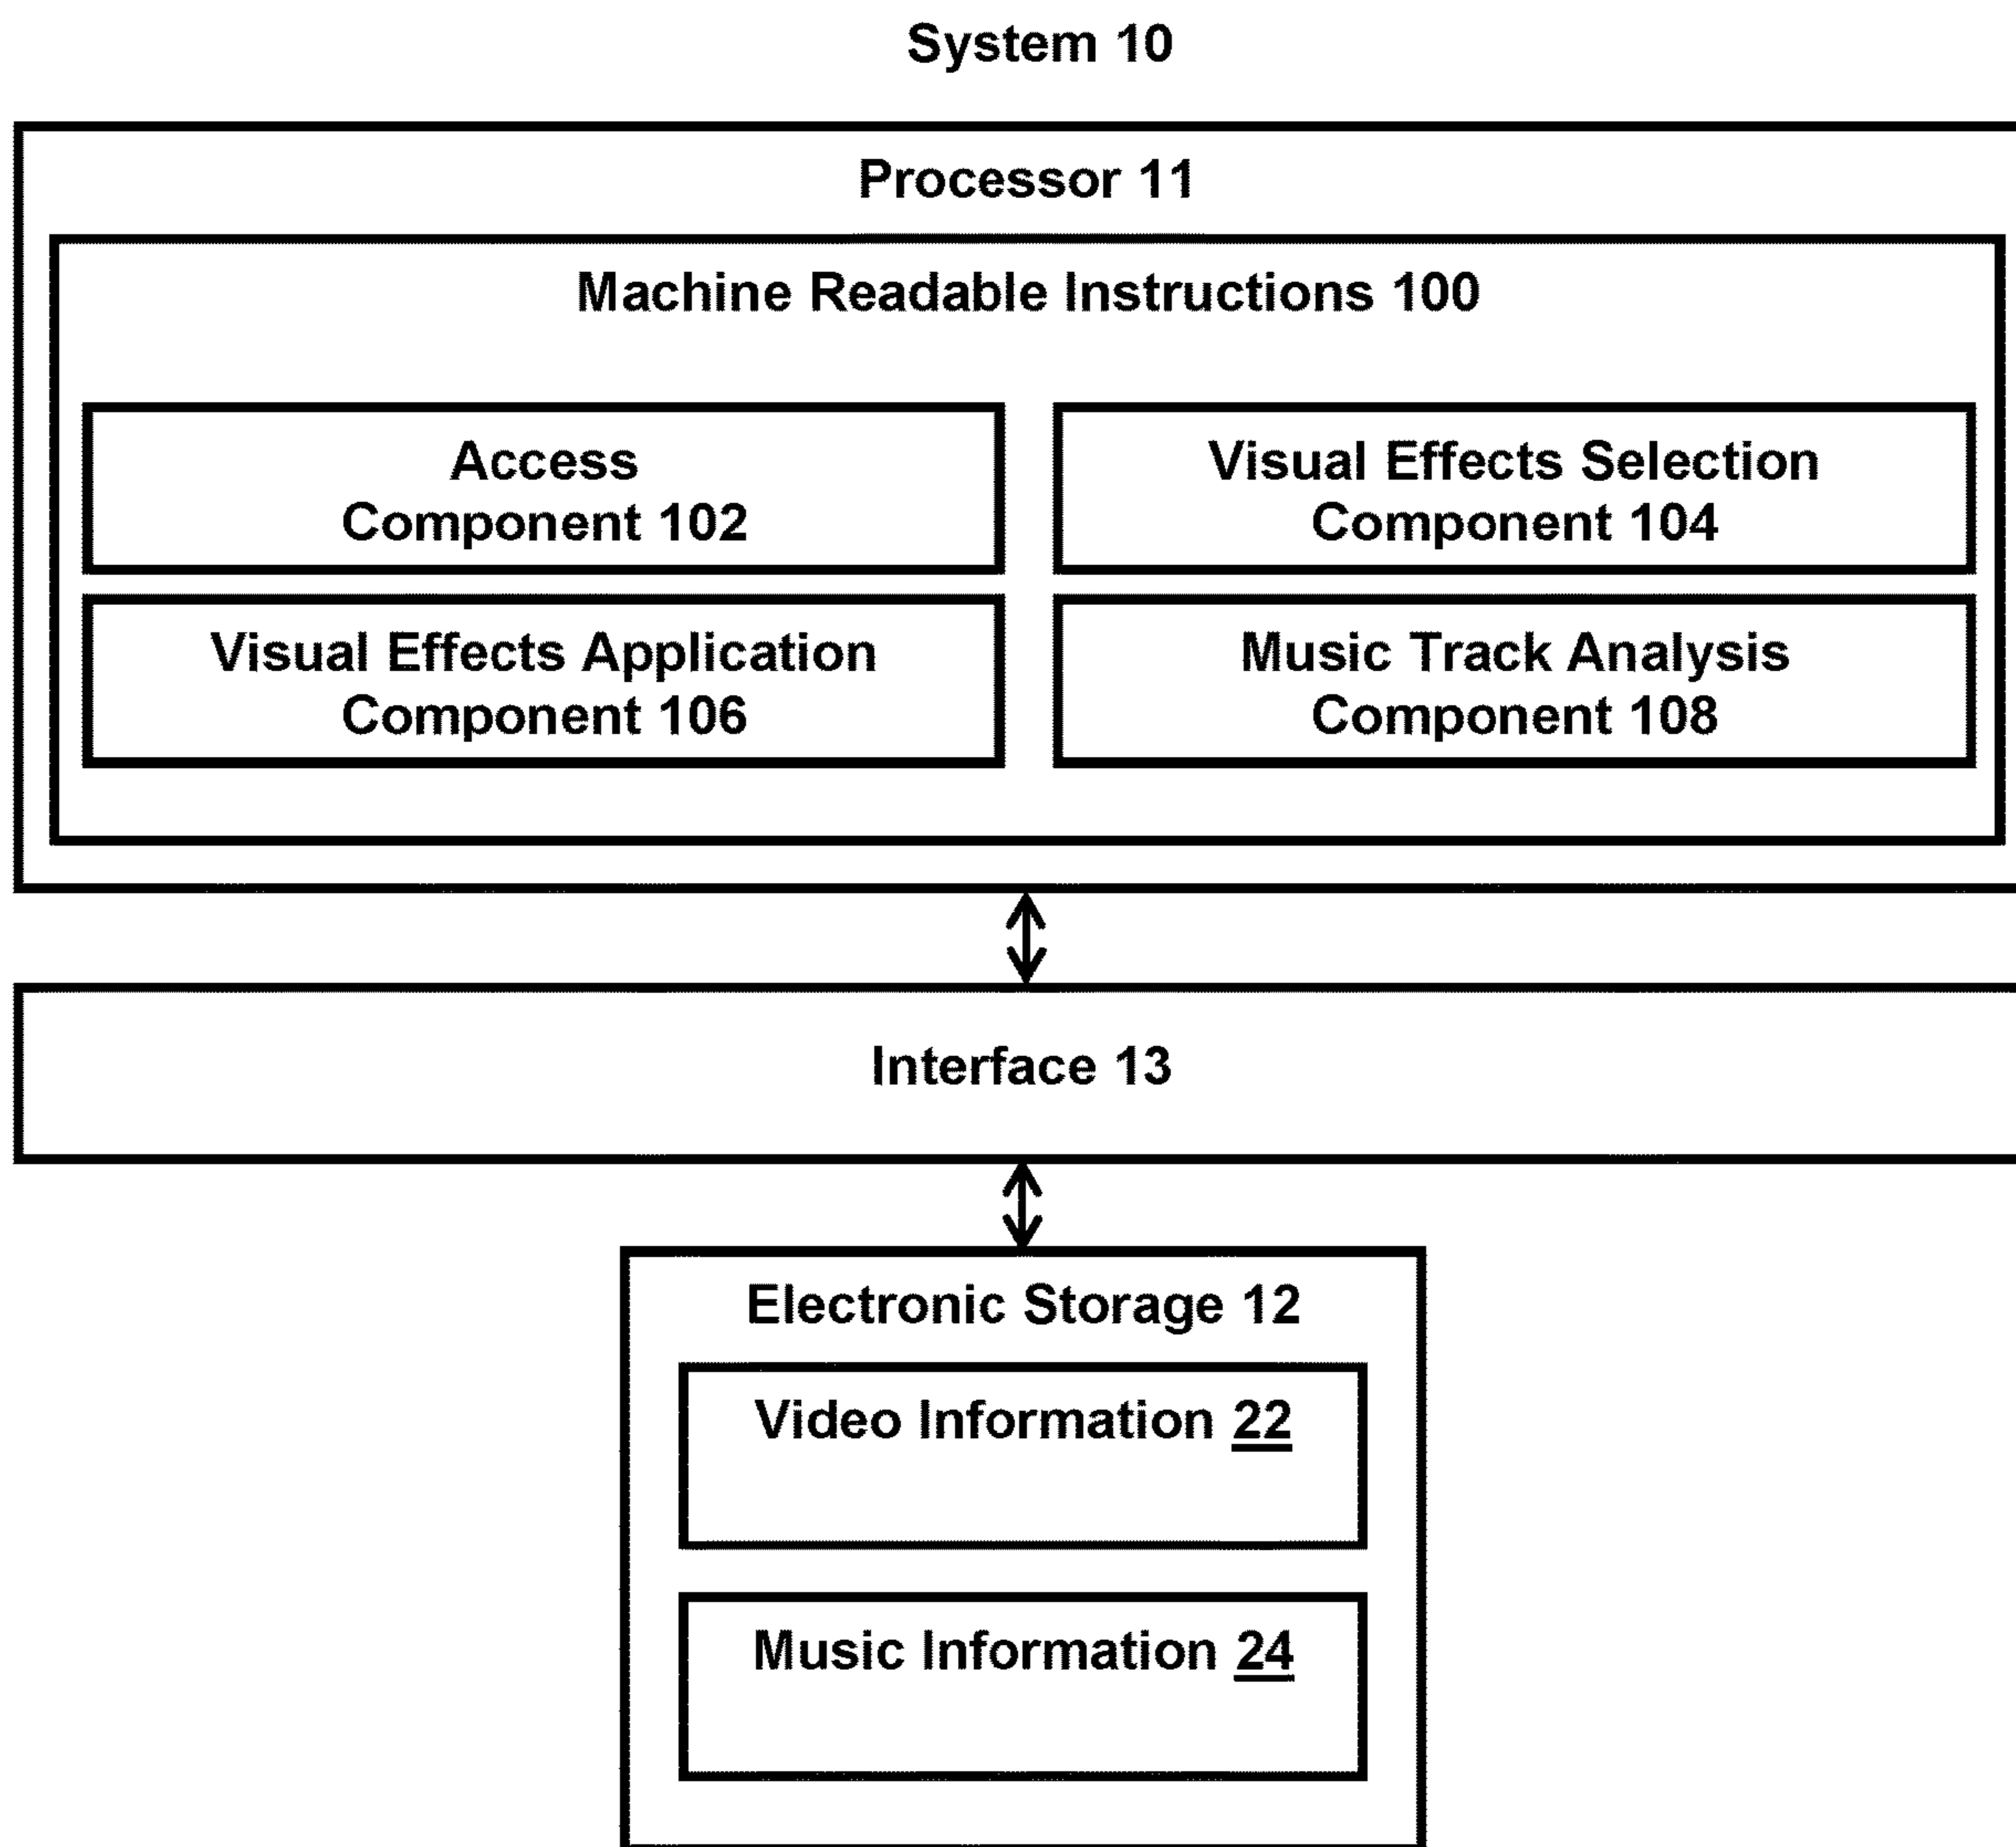 System 10
Processor 11
Machine Readable Instructions 100
Access
Component 102
Visual Effects Selection
Component 104
Visual Effects Application
Component 106
Music Track Analysis
Component 108
Interface 13
Electronic Storage 12
Video Information 22
Music Information 24